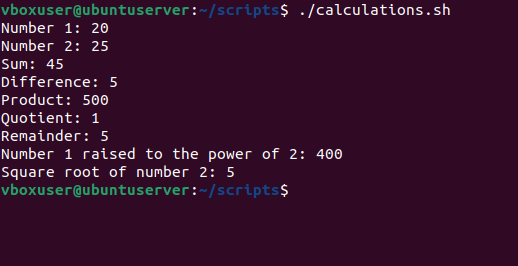 vboxuser@ubuntuserver:~/scripts$ ./calculations.sh
Number 1: 20
Number 2: 25
Sum: 45
Difference: 5
Product: 500
Quotient: 1
Remainder: 5
Number 1 raised to the power of 2: 400
Square root of number 2: 5
vboxuser@ubuntuserver:~/scripts$